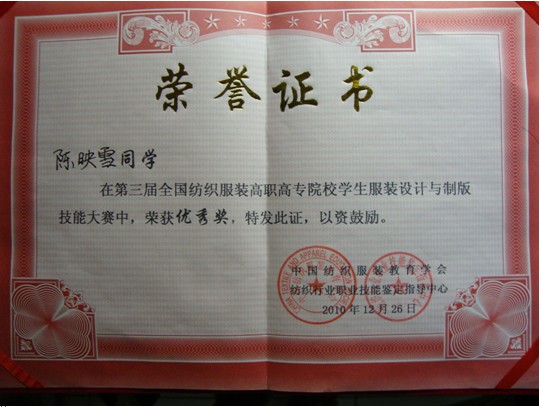 荣誉证书
陈映雪同学
在第三届全国纺织服装高职高专院校学生服装设计与制版
技能大赛中，荣获优秀奖，特发此证，以资鼓励。
中国纺织服装教育学会
纺织行业职业技能鉴定指导中心
2010年12月26日